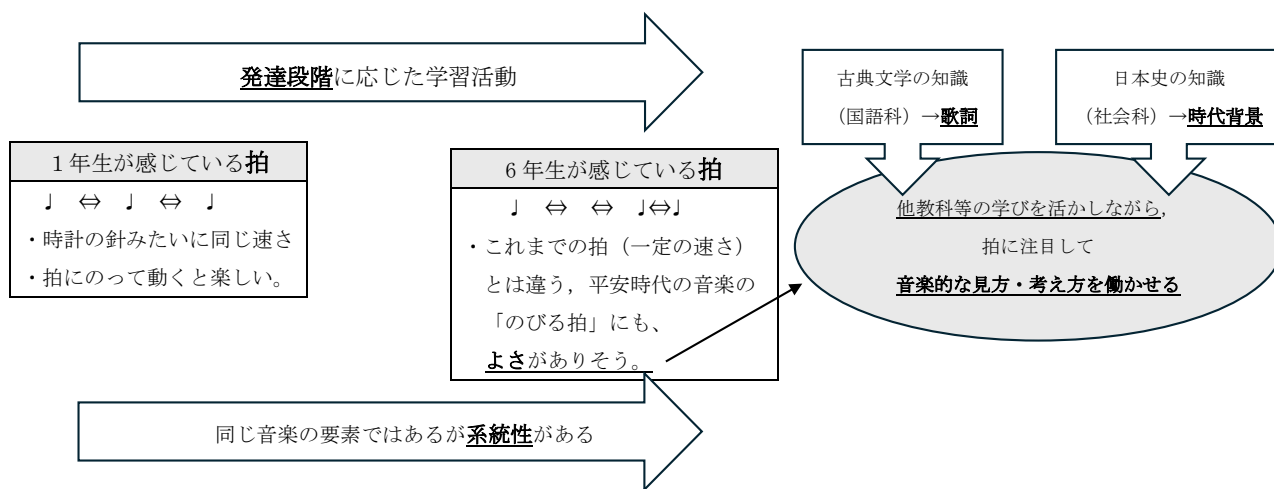 発達段階に応じた学習活動
古典文学の知識
（国語科）→歌詞
日本史の知識
（社会科）→時代背景
１年生が感じている拍
♩ ⇔ ♩ ⇔ ♩
・時計の針みたいに同じ速さ
・拍にのって動くと楽しい。
６年生が感じている拍
♩ ⇔ ⇔ ♩⇔♩
・これまでの拍（一定の速さ）
とは違う，平安時代の音楽の
「のびる拍」にも、
よさがありそう。
他教科等の学びを活かしながら，
拍に注目して
音楽的な見方・考え方を働かせる
同じ音楽の要素ではあるが系統性がある